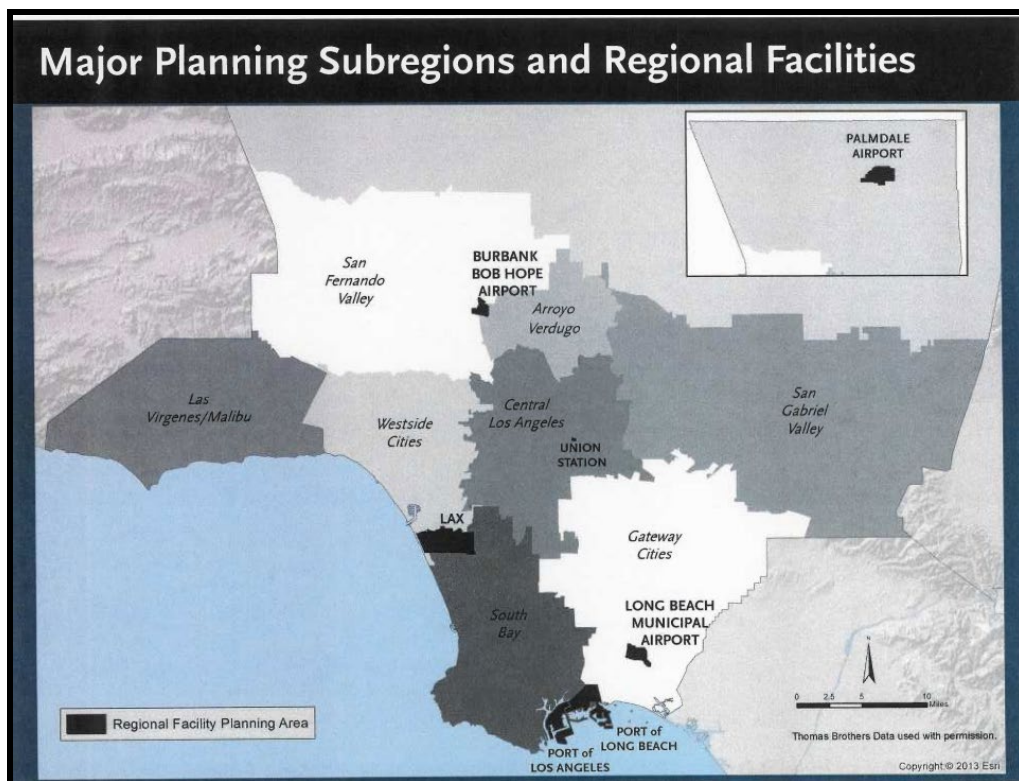 Major Planning Subregions and Regional Facilities
PALMDALE
AIRPORT
San
Fernando
Valley
BURBANK
BOB HOPE
AIRPORT
Arroyo
Verdugo
Las
Virgenes/Malibu
Westside
Cities
Central
Los Angeles
San
Gabriel
Valley
UNION
STATION
LAX
Gateway
Cities
South
Bay
LONG BEACH
MUNICIPAL
AIRPORT
N
0 2.5 5 10
Miles
Regional Facility Planning Area
PORT of
LONG BEACH
PORT of
LOS ANGELES
Thomas Brothers Data used with permission.
Copyright:© 2013 Esri